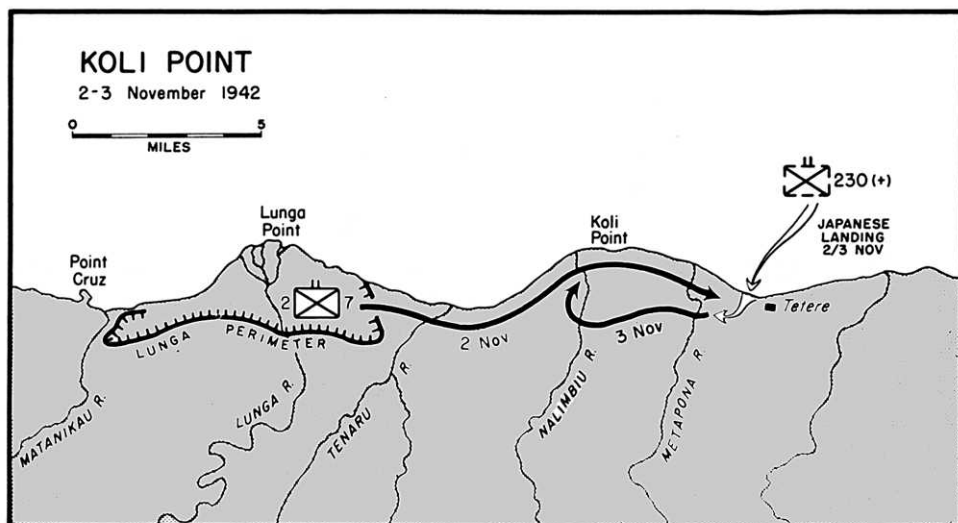 KOLI POINT
2-3 November 1942
0 5
MILES
230 (+)
JAPANESE
LANDING
2/3 NOV
Lunga
Point
Koli
Point
Point
Cruz
Tetere
2 7
LUNGA PERIMETER
2 Nov
3 Nov
MATANIKAU R.
LUNGA R.
TENARU R.
NALIMBIU R.
METAPONA R.